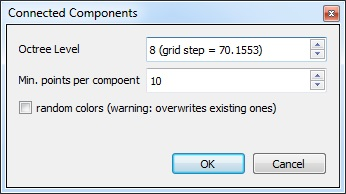 Connected Components
Octree Level
8 (grid step = 70.1553)
Min. points per compoent
10
random colors (warning: overwrites existing ones)
OK
Cancel